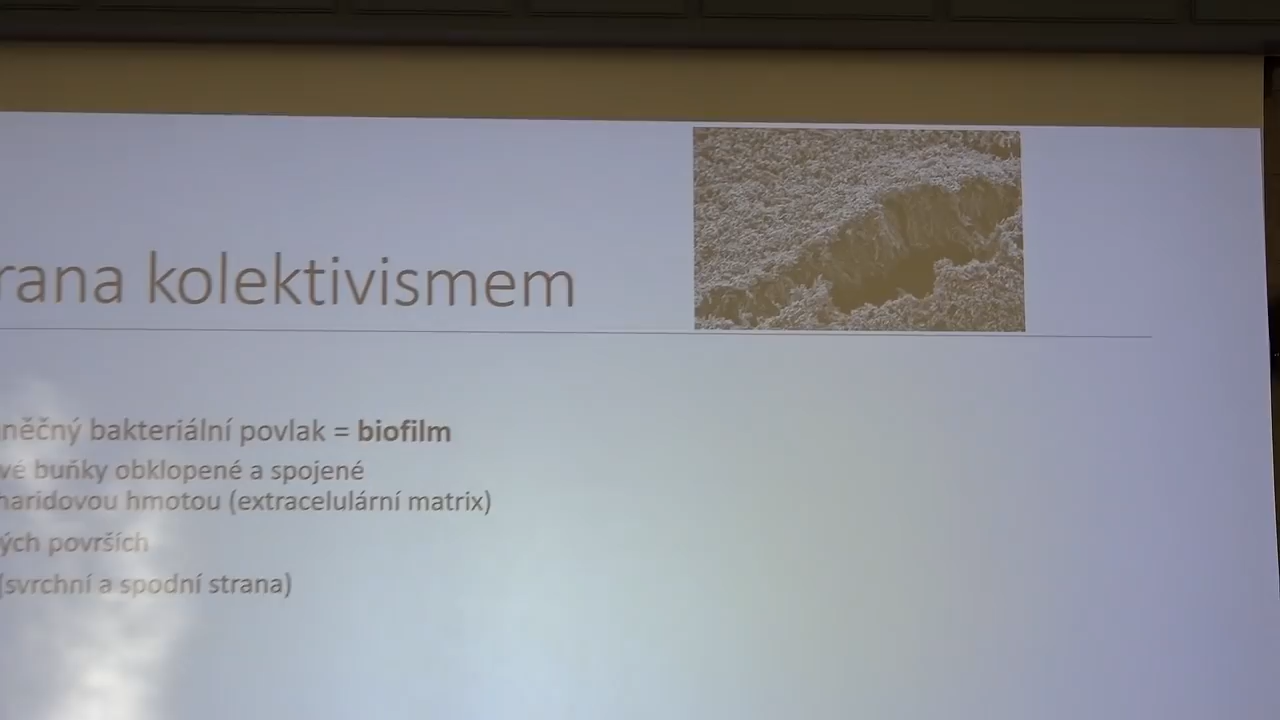 rana kolektivismem
něčný bakteriální povlak = biofilm
vé buňky obklopené a spojené
haridovou hmotou (extracelulární matrix)
ých površích
(svrchní a spodní strana)